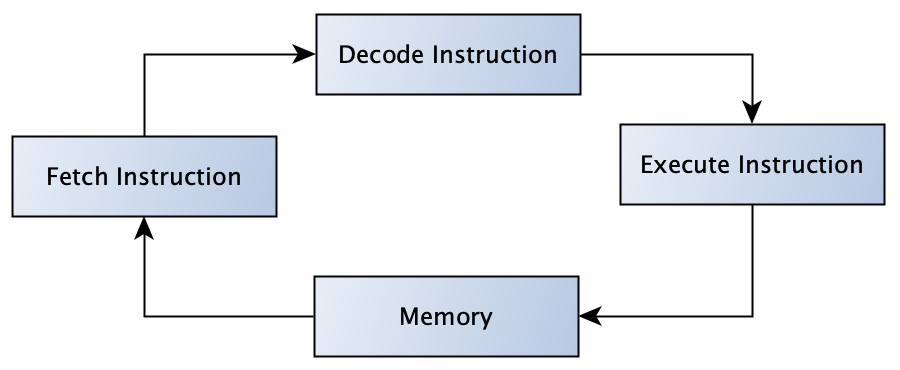 Decode Instruction
Execute Instruction
Fetch Instruction
Memory